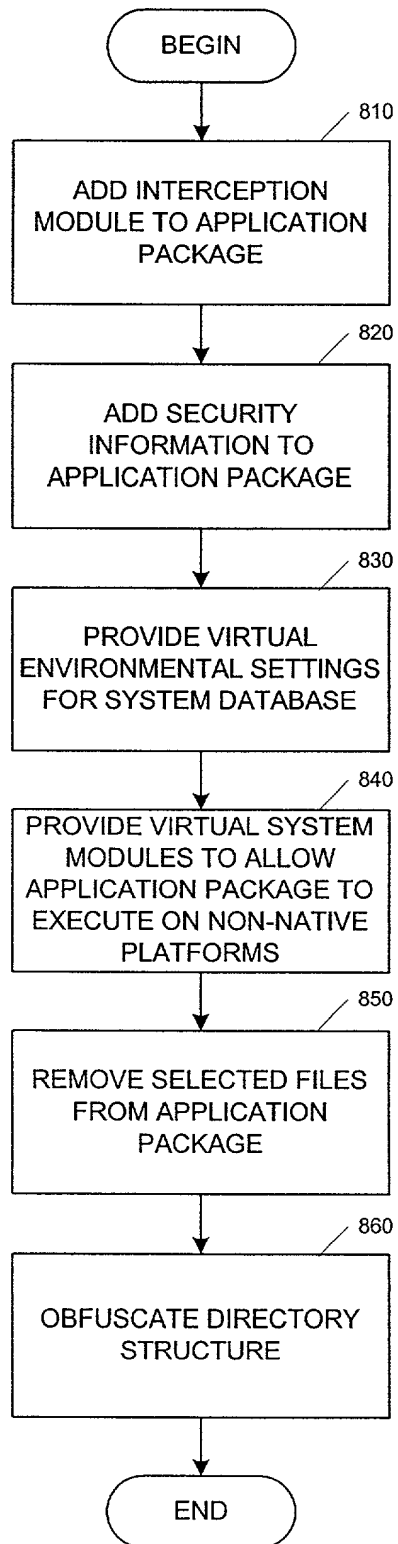 BEGIN
810
ADD INTERCEPTION
MODULE TO APPLICATION
PACKAGE
820
ADD SECURITY
INFORMATION TO
APPLICATION PACKAGE
830
PROVIDE VIRTUAL
ENVIRONMENTAL SETTINGS
FOR SYSTEM DATABASE
840
PROVIDE VIRTUAL SYSTEM
MODULES TO ALLOW
APPLICATION PACKAGE TO
EXECUTE ON NON-NATIVE
PLATFORMS
850
REMOVE SELECTED FILES
FROM APPLICATION
PACKAGE
860
OBFUSCATE DIRECTORY
STRUCTURE
END